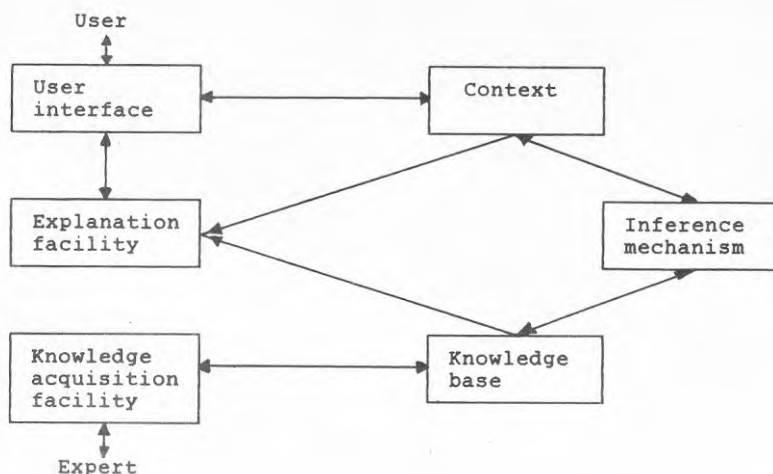 User
User
interface
Context
Explanation
facility
Inference
mechanism
Knowledge
acquisition
facility
Knowledge
base
Expert